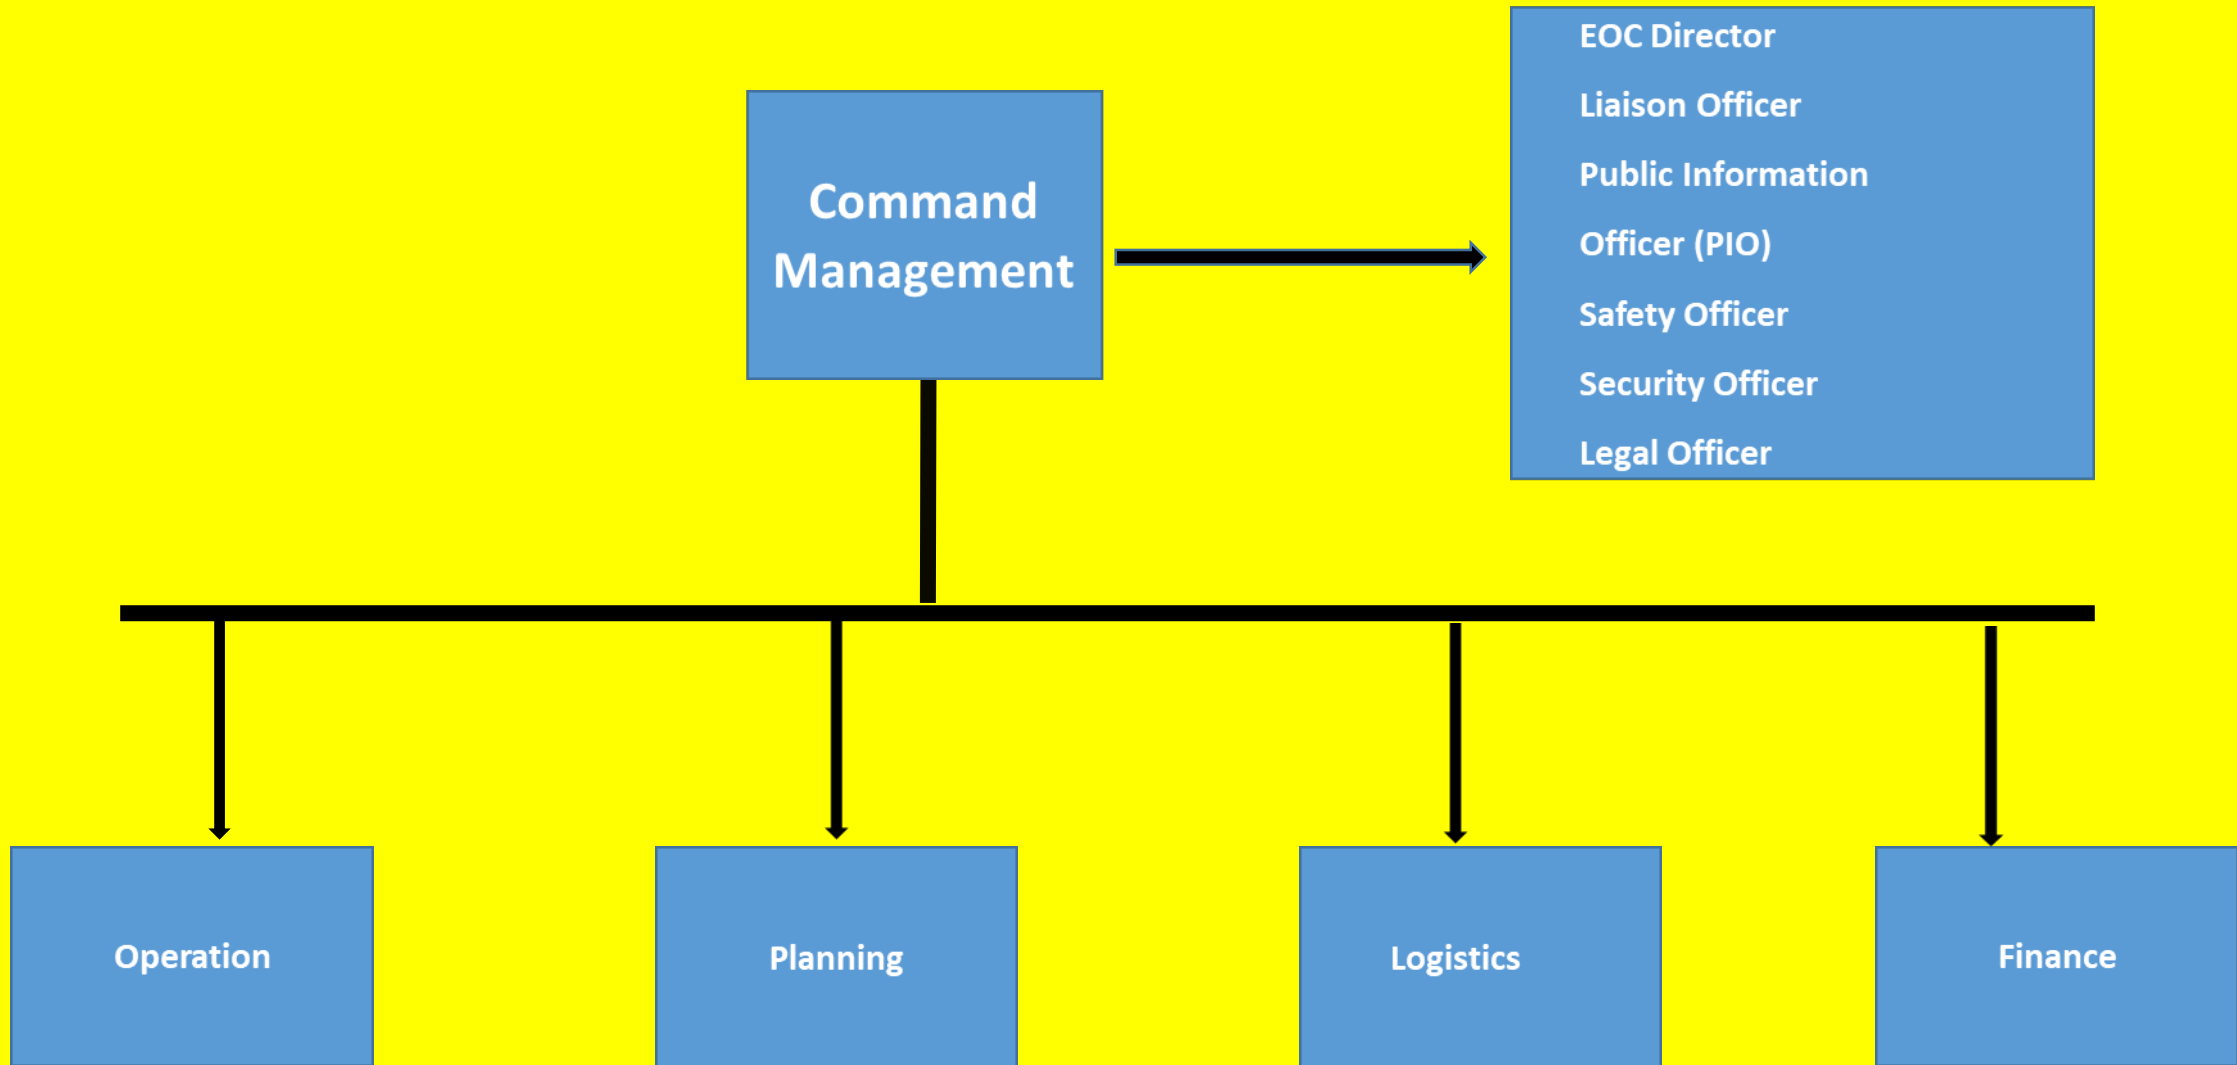 Command
Management
EOC Director
Liaison Officer
Public Information
Officer (PIO)
Safety Officer
Security Officer
Legal Officer
Operation
Planning
Logistics
Finance